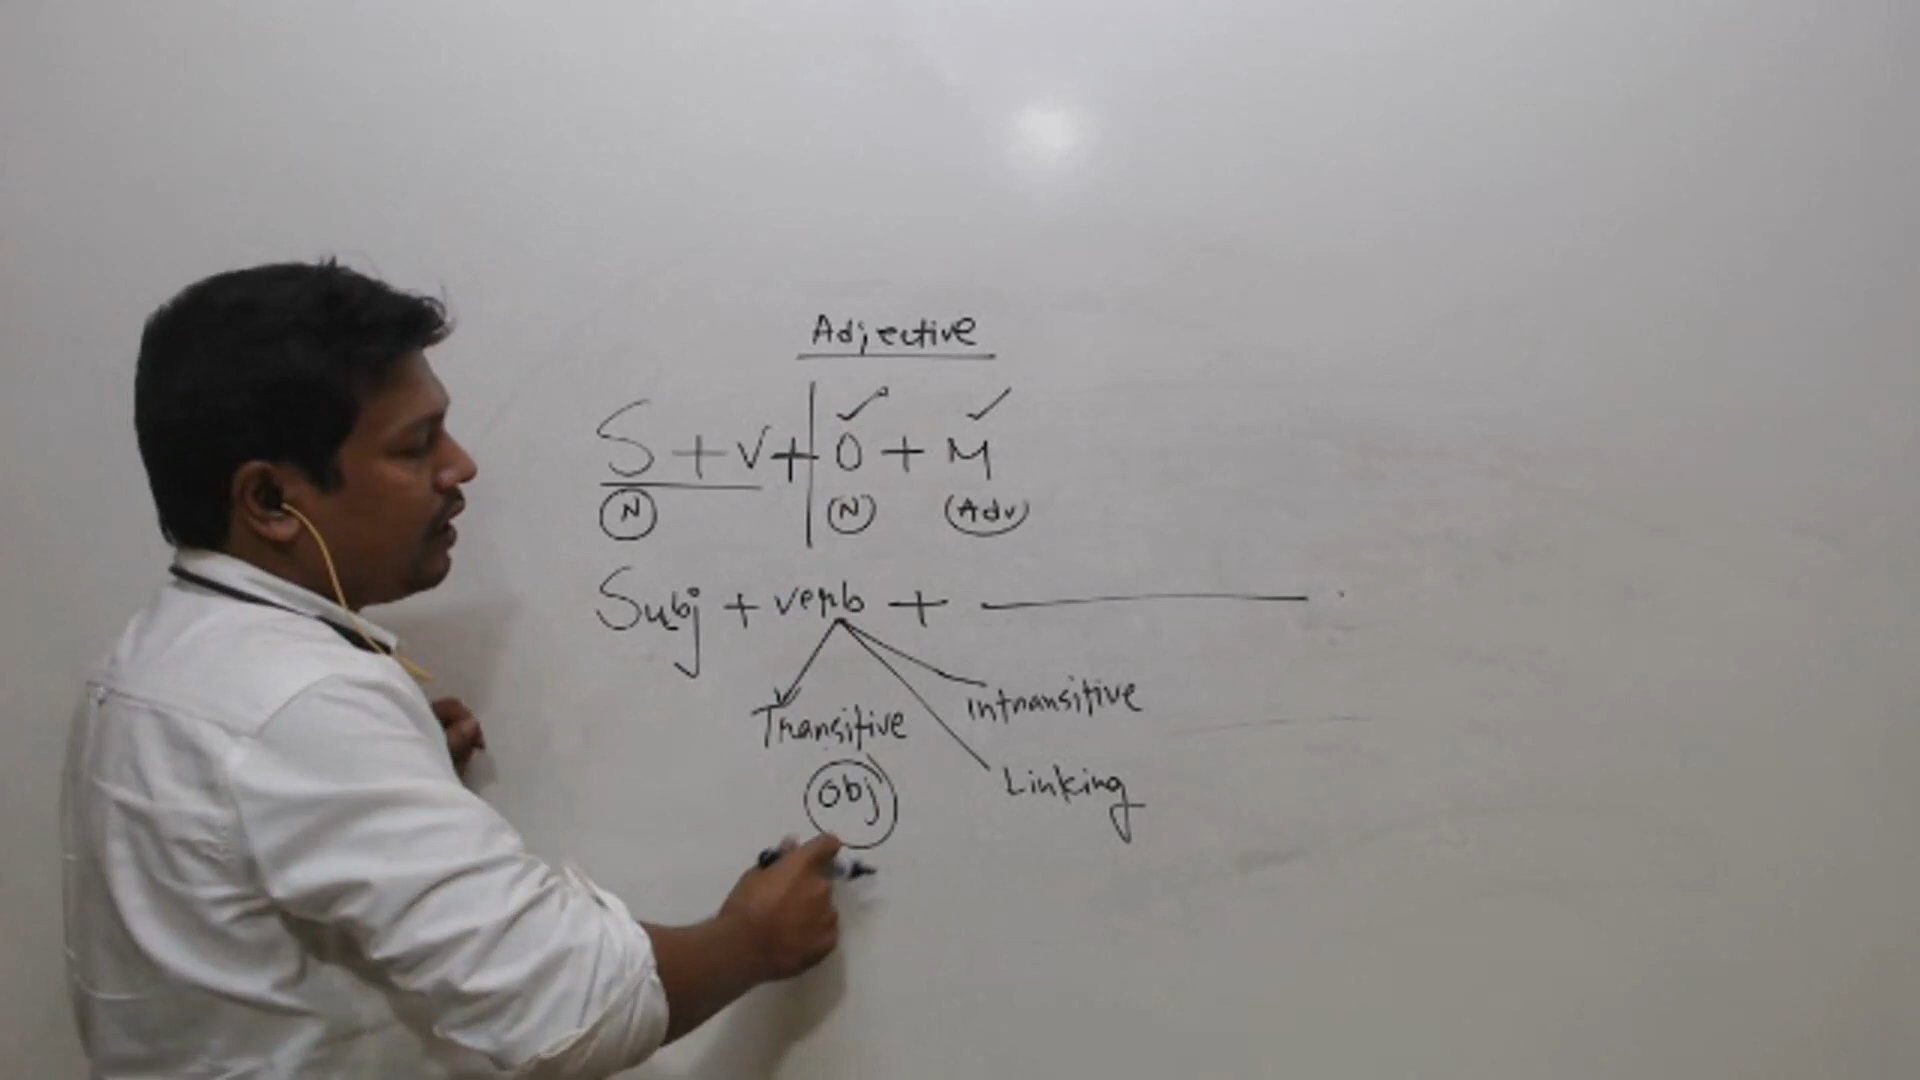 Adjective
S + V + O + M
N N (Adv)
Subj + verb +
Transitive Intransitive
Obj Linking